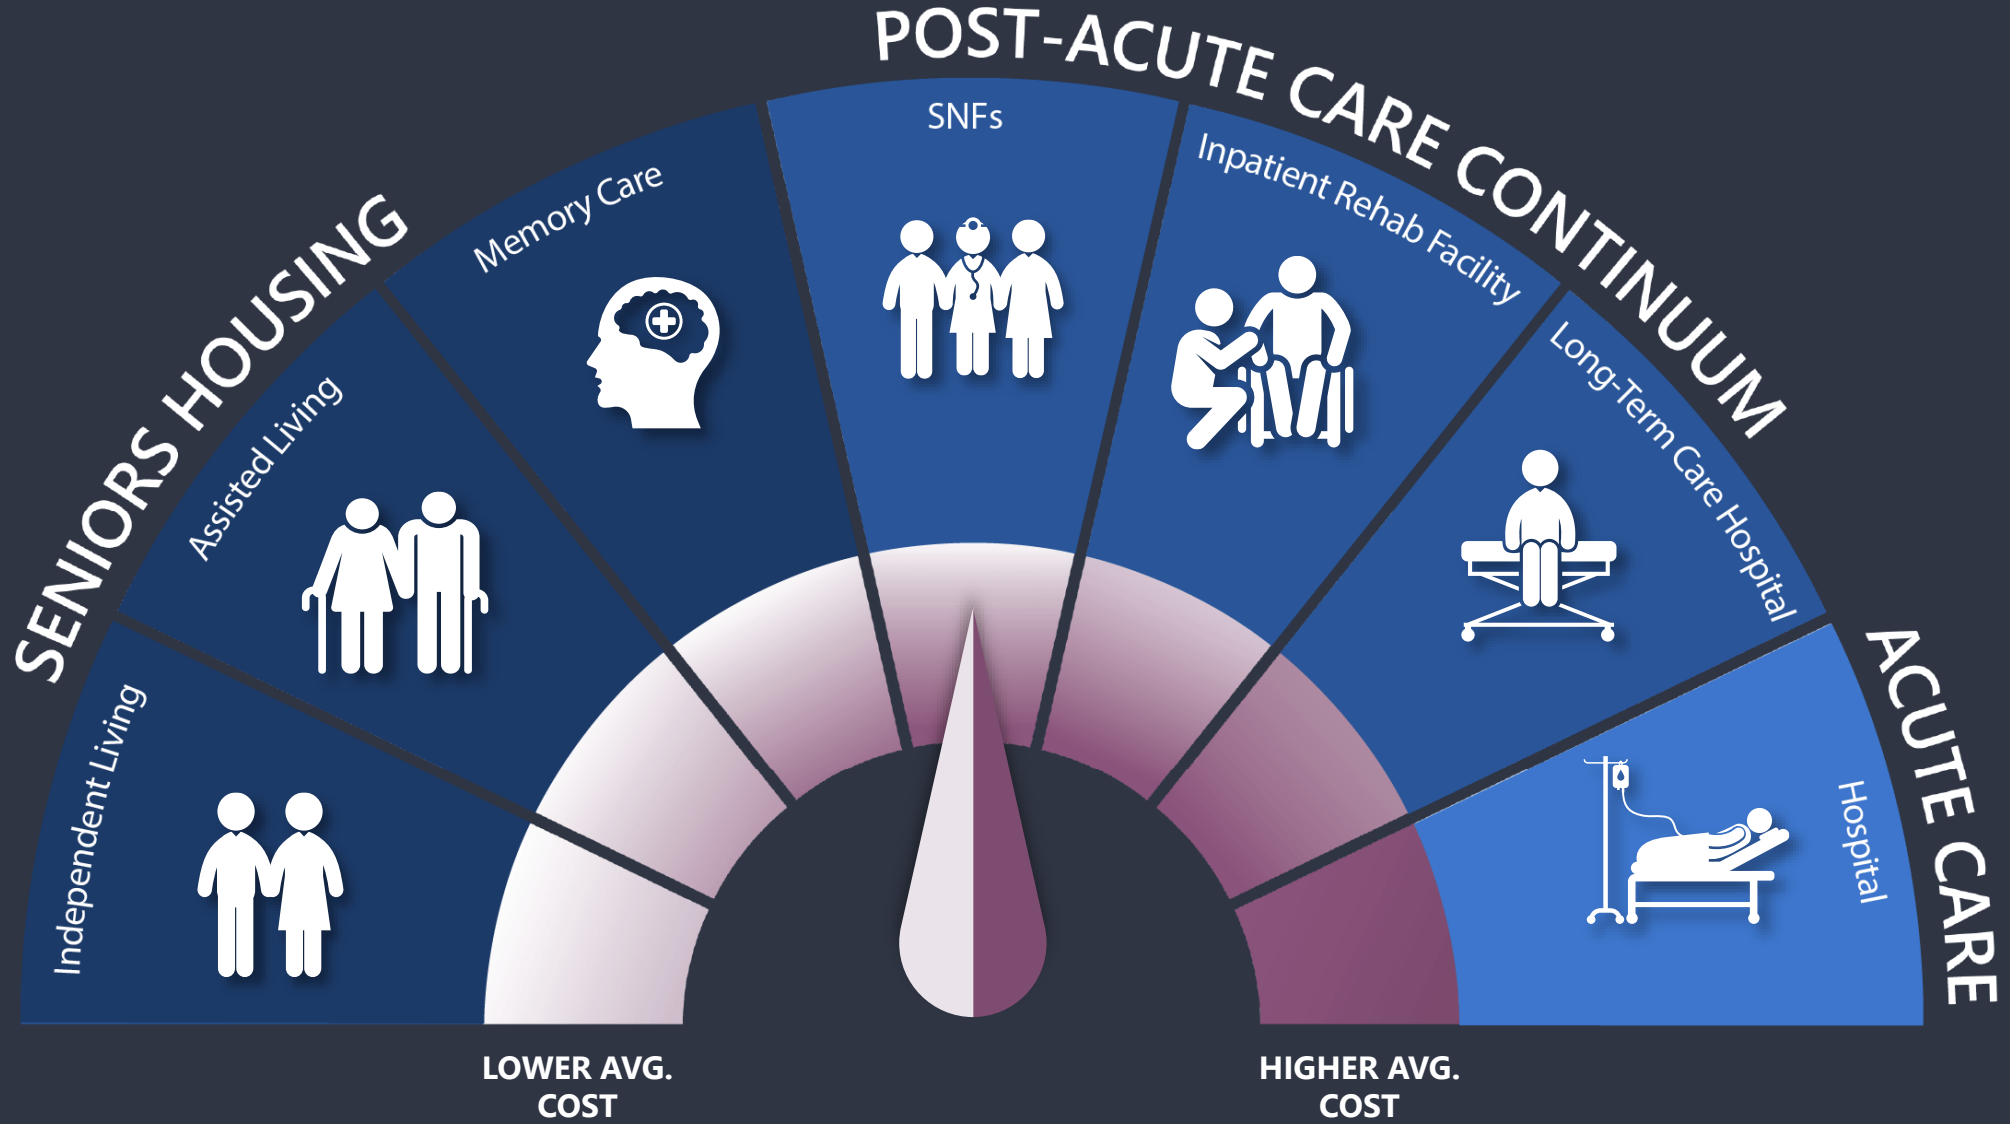 SENIORS HOUSING
POST-ACUTE CARE CONTINUUM
ACUTE CARE
Independent Living
Assisted Living
Memory Care
SNFs
Inpatient Rehab Facility
Long-Term Care Hospital
Hospital
LOWER AVG.
COST
HIGHER AVG.
COST